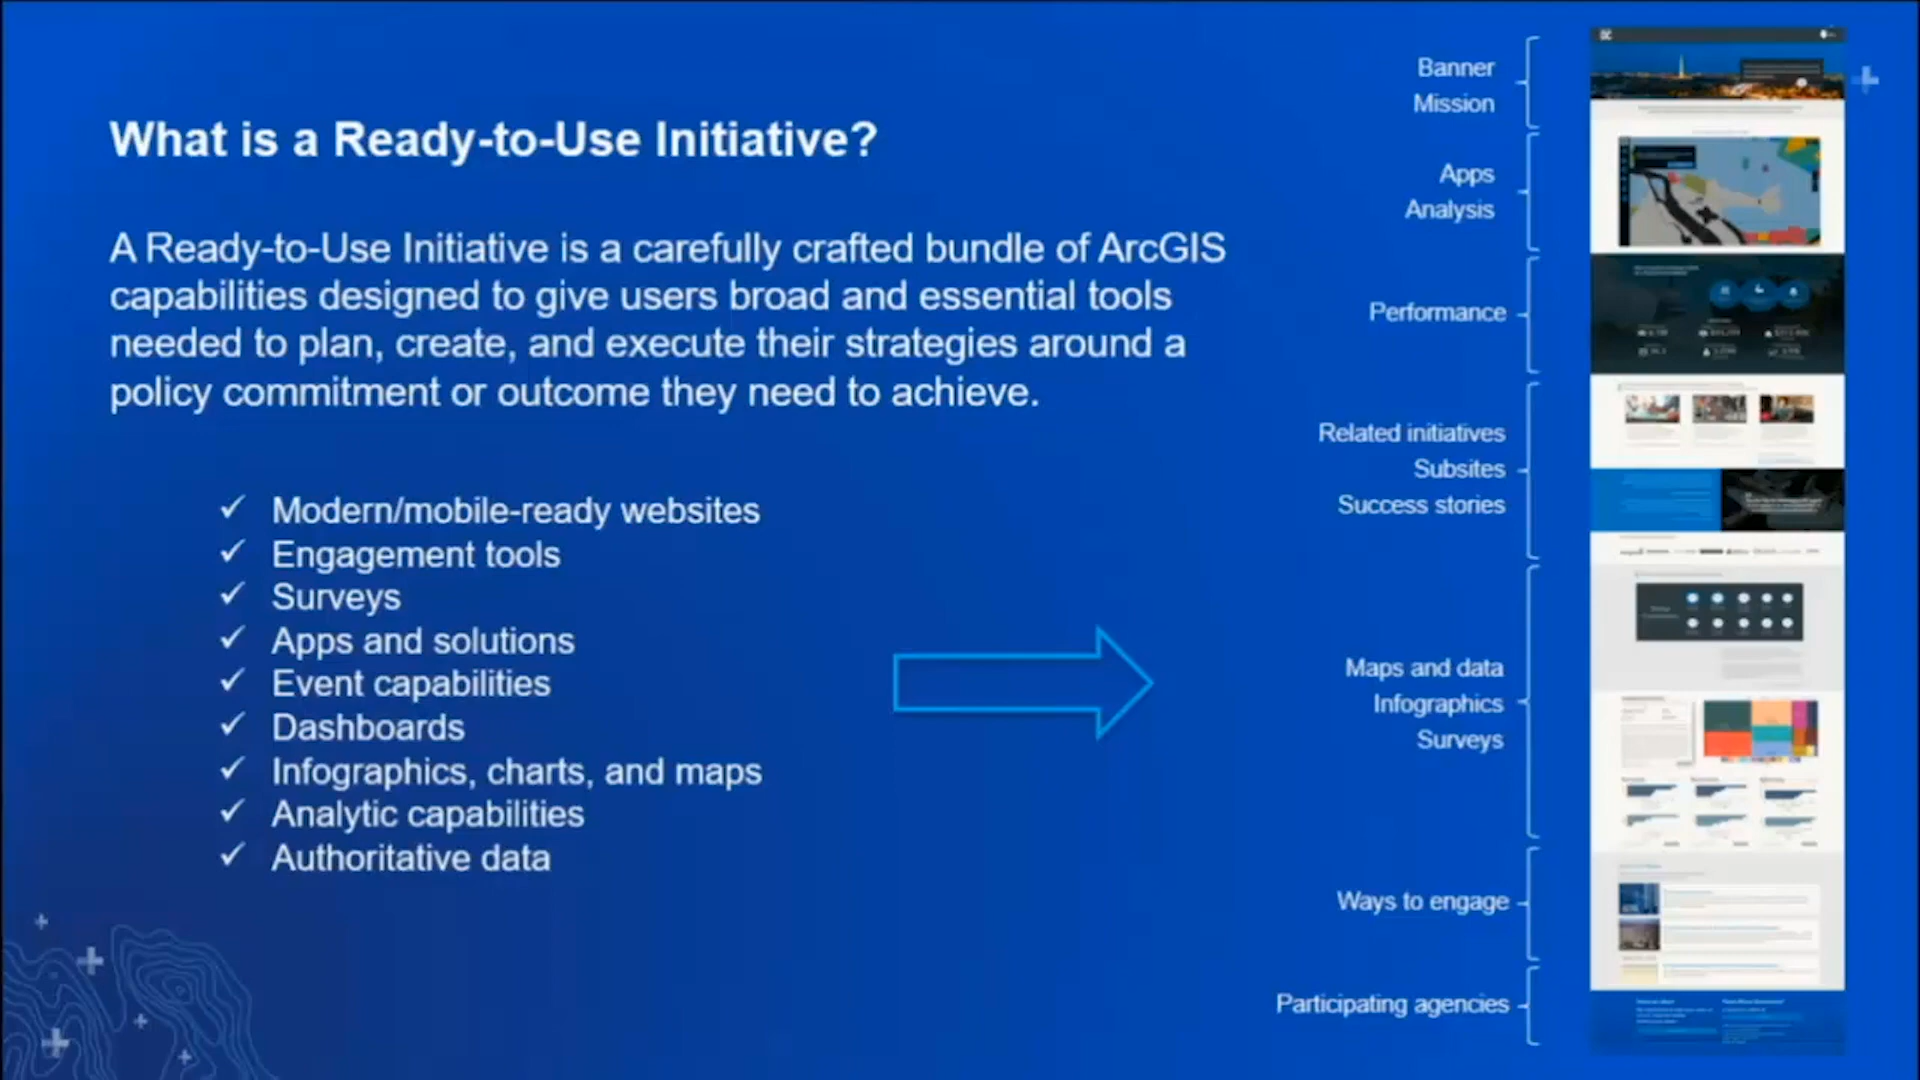 What is a Ready-to-Use Initiative?
A Ready-to-Use Initiative is a carefully crafted bundle of ArcGIS
capabilities designed to give users broad and essential tools
needed to plan, create, and execute their strategies around a
policy commitment or outcome they need to achieve.
✓ Modern/mobile-ready websites
✓ Engagement tools
✓ Surveys
✓ Apps and solutions
✓ Event capabilities
✓ Dashboards
✓ Infographics, charts, and maps
✓ Analytic capabilities
✓ Authoritative data
Banner
Mission
Apps
Analysis
Performance
Related initiatives
Subsites
Success stories
Maps and data
Infographics
Surveys
Ways to engage
Participating agencies